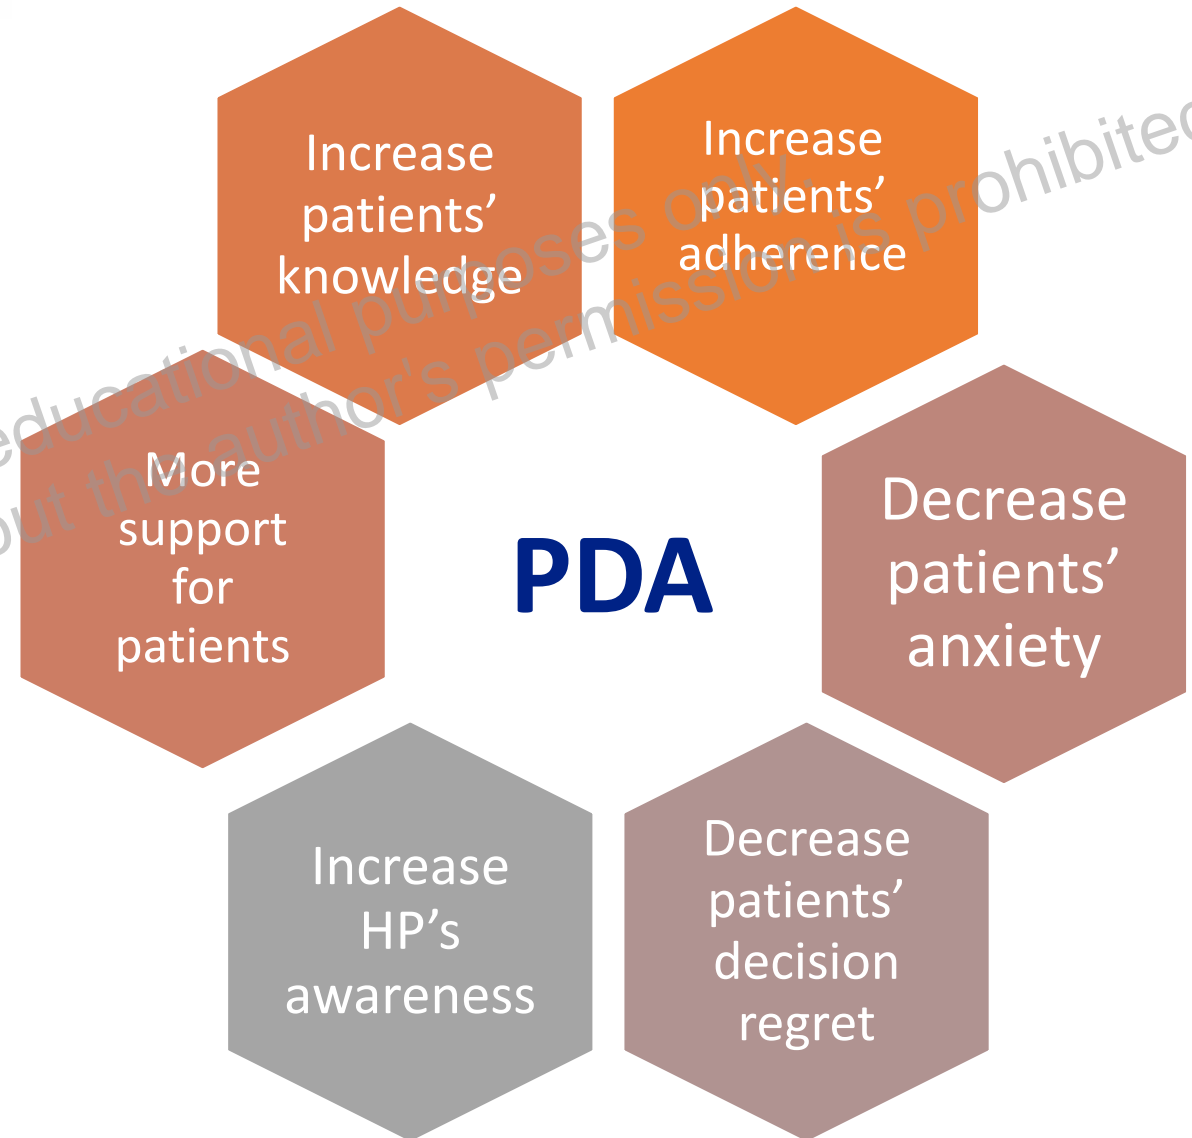 Increase
patients’
knowledge
Increase
patients’
adherence
More
support
for
patients
PDA
Decrease
patients’
anxiety
Increase
HP’s
awareness
Decrease
patients’
decision
regret
educational purposes only.
the author's permission is prohibited